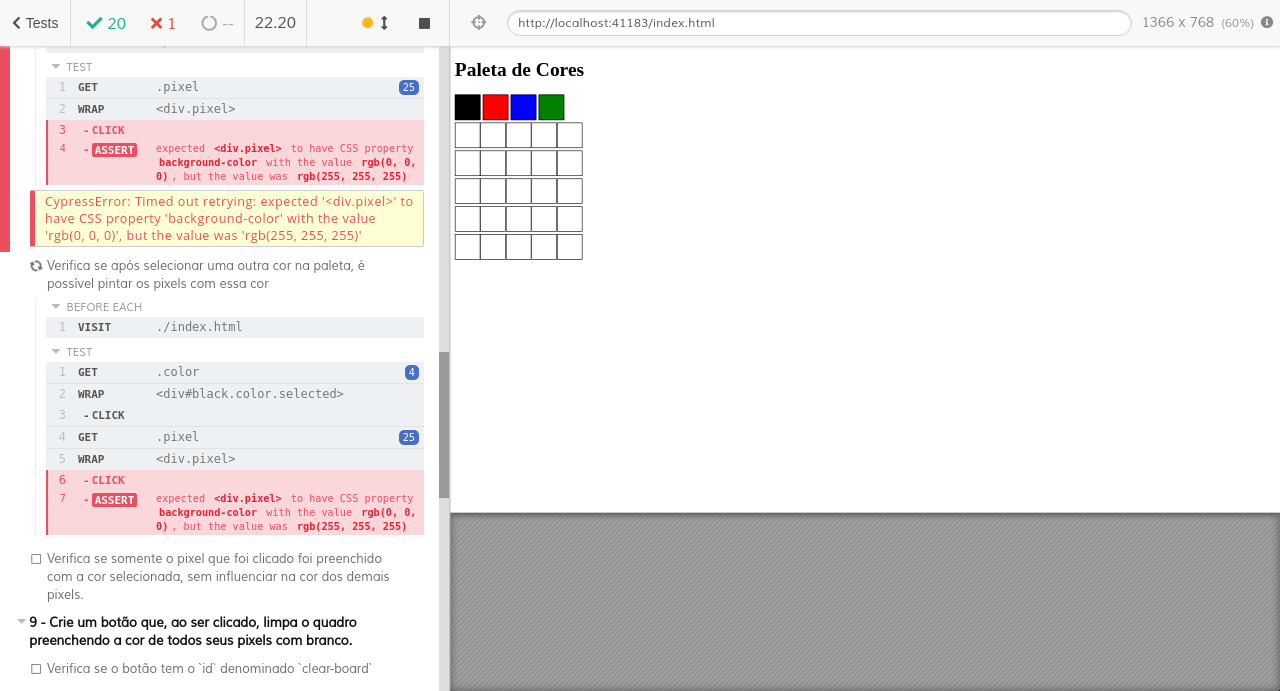 Tests
20
1
--
22.20
http://localhost:41183/index.html
1366 x 768 (60%)
TEST
1 GET .pixel 25
2 WRAP <div.pixel>
3 - CLICK
4 - ASSERT expected <div.pixel> to have CSS property
background-color with the value rgb(0, 0,
0), but the value was rgb(255, 255, 255)
CypressError: Timed out retrying: expected '<div.pixel>' to
have CSS property 'background-color' with the value
'rgb(0, 0, 0)', but the value was 'rgb(255, 255, 255)'
Verifica se após selecionar uma outra cor na paleta, é
possível pintar os pixels com essa cor
BEFORE EACH
1 VISIT ./index.html
TEST
1 GET .color 4
2 WRAP <div#black.color.selected>
3 - CLICK
4 GET .pixel 25
5 WRAP <div.pixel>
6 - CLICK
7 - ASSERT expected <div.pixel> to have CSS property
background-color with the value rgb(0, 0,
0), but the value was rgb(255, 255, 255)
Verifica se somente o pixel que foi clicado foi preenchido
com a cor selecionada, sem influenciar na cor dos demais
pixels.
9 - Crie um botão que, ao ser clicado, limpa o quadro
preenchendo a cor de todos seus pixels com branco.
Verifica se o botão tem o `id` denominado `clear-board`
Paleta de Cores